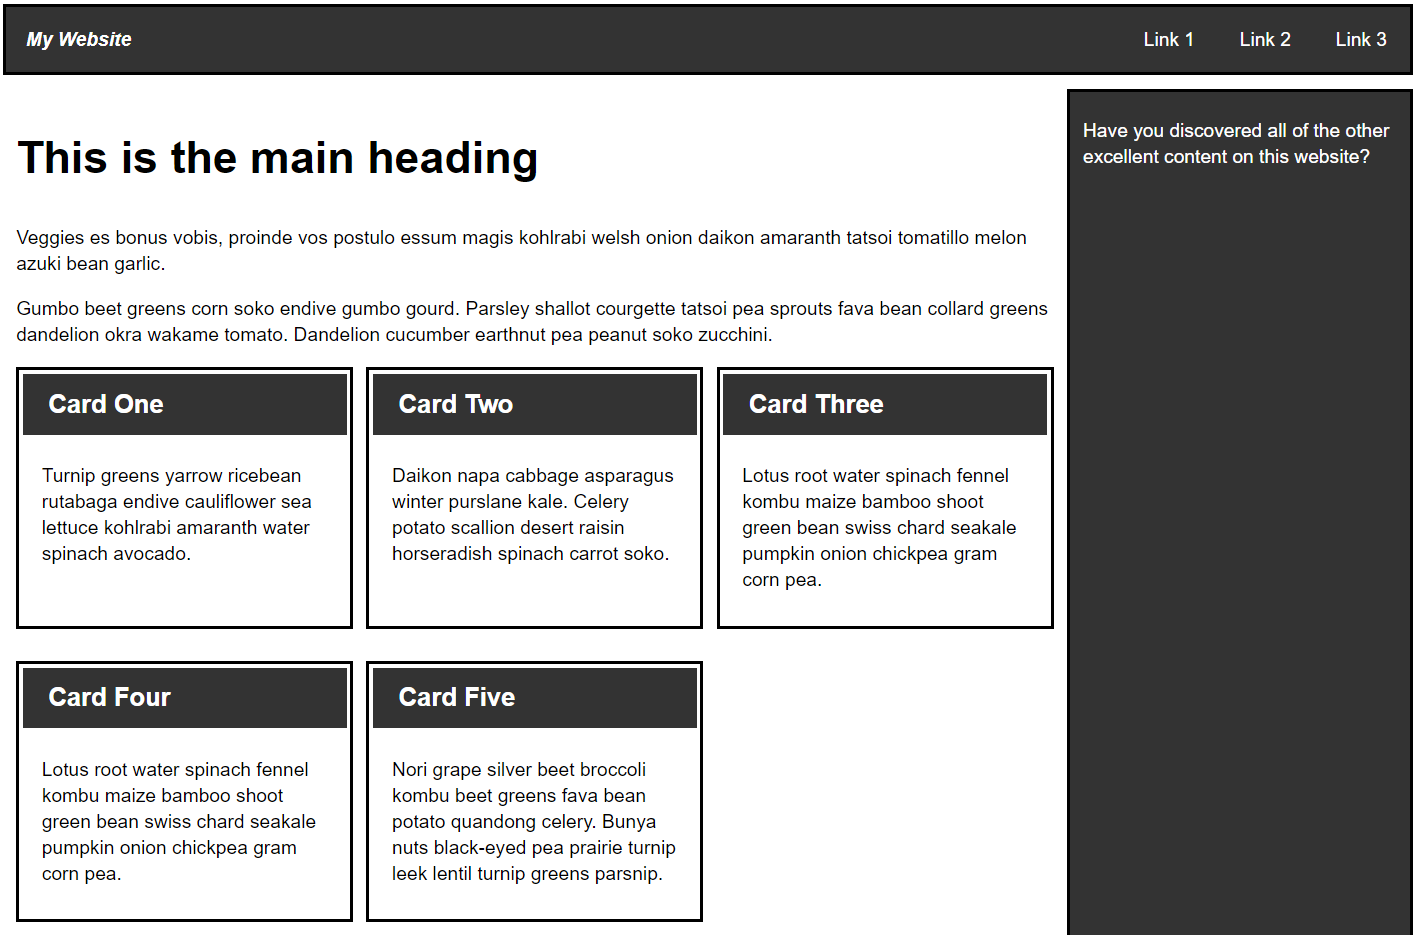 My Website
Link 1 Link 2 Link 3
This is the main heading
Veggies es bonus vobis, proinde vos postulo essum magis kohlrabi welsh onion daikon amaranth tatsoi tomatillo melon
azuki bean garlic.
Gumbo beet greens corn soko endive gumbo gourd. Parsley shallot courgette tatsoi pea sprouts fava bean collard greens
dandelion okra wakame tomato. Dandelion cucumber earthnut pea peanut soko zucchini.
Card One
Turnip greens yarrow ricebean
rutabaga endive cauliflower sea
lettuce kohlrabi amaranth water
spinach avocado.
Card Two
Daikon napa cabbage asparagus
winter purslane kale. Celery
potato scallion desert raisin
horseradish spinach carrot soko.
Card Three
Lotus root water spinach fennel
kombu maize bamboo shoot
green bean swiss chard seakale
pumpkin onion chickpea gram
corn pea.
Card Four
Lotus root water spinach fennel
kombu maize bamboo shoot
green bean swiss chard seakale
pumpkin onion chickpea gram
corn pea.
Card Five
Nori grape silver beet broccoli
kombu beet greens fava bean
potato quandong celery. Bunya
nuts black-eyed pea prairie turnip
leek lentil turnip greens parsnip.
Have you discovered all of the other
excellent content on this website?